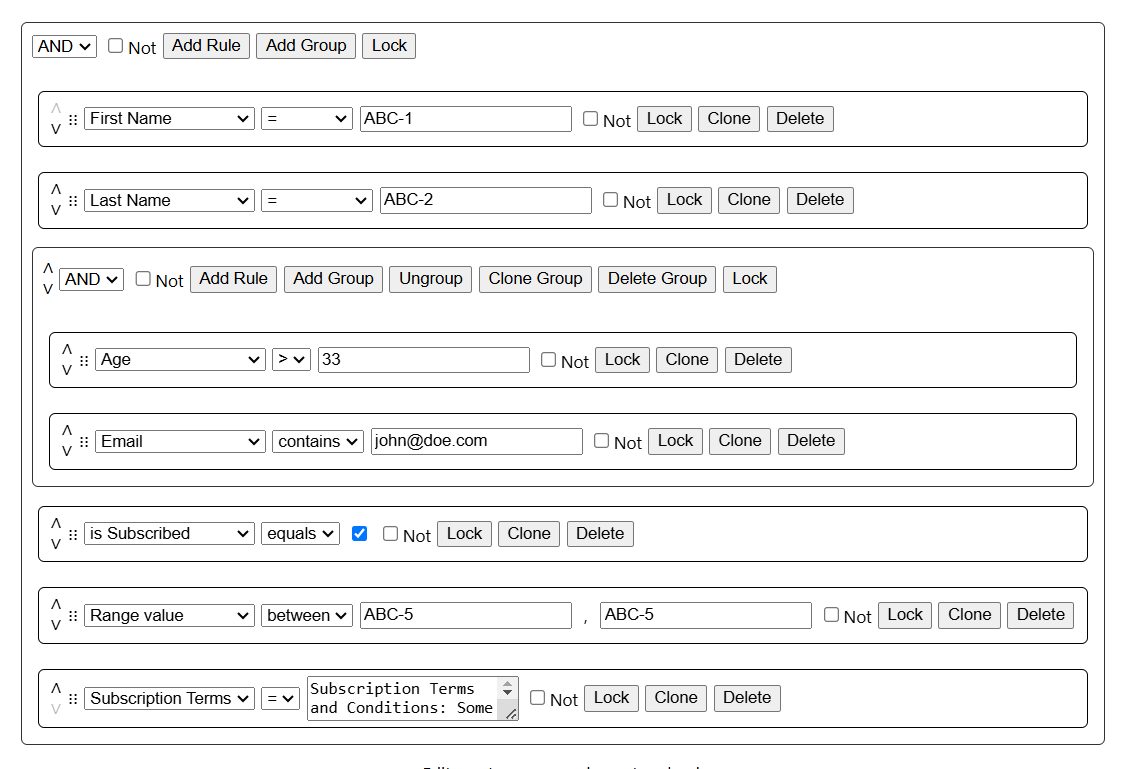 AND Not Add Rule Add Group Lock
First Name = ABC-1 Not Lock Clone Delete
Last Name = ABC-2 Not Lock Clone Delete
AND Not Add Rule Add Group Ungroup Clone Group Delete Group Lock
Age > 33 Not Lock Clone Delete
Email contains john@doe.com Not Lock Clone Delete
is Subscribed equals Not Lock Clone Delete
Range value between ABC-5 , ABC-5 Not Lock Clone Delete
Subscription Terms = Subscription Terms Not Lock Clone Delete
and Conditions: Some